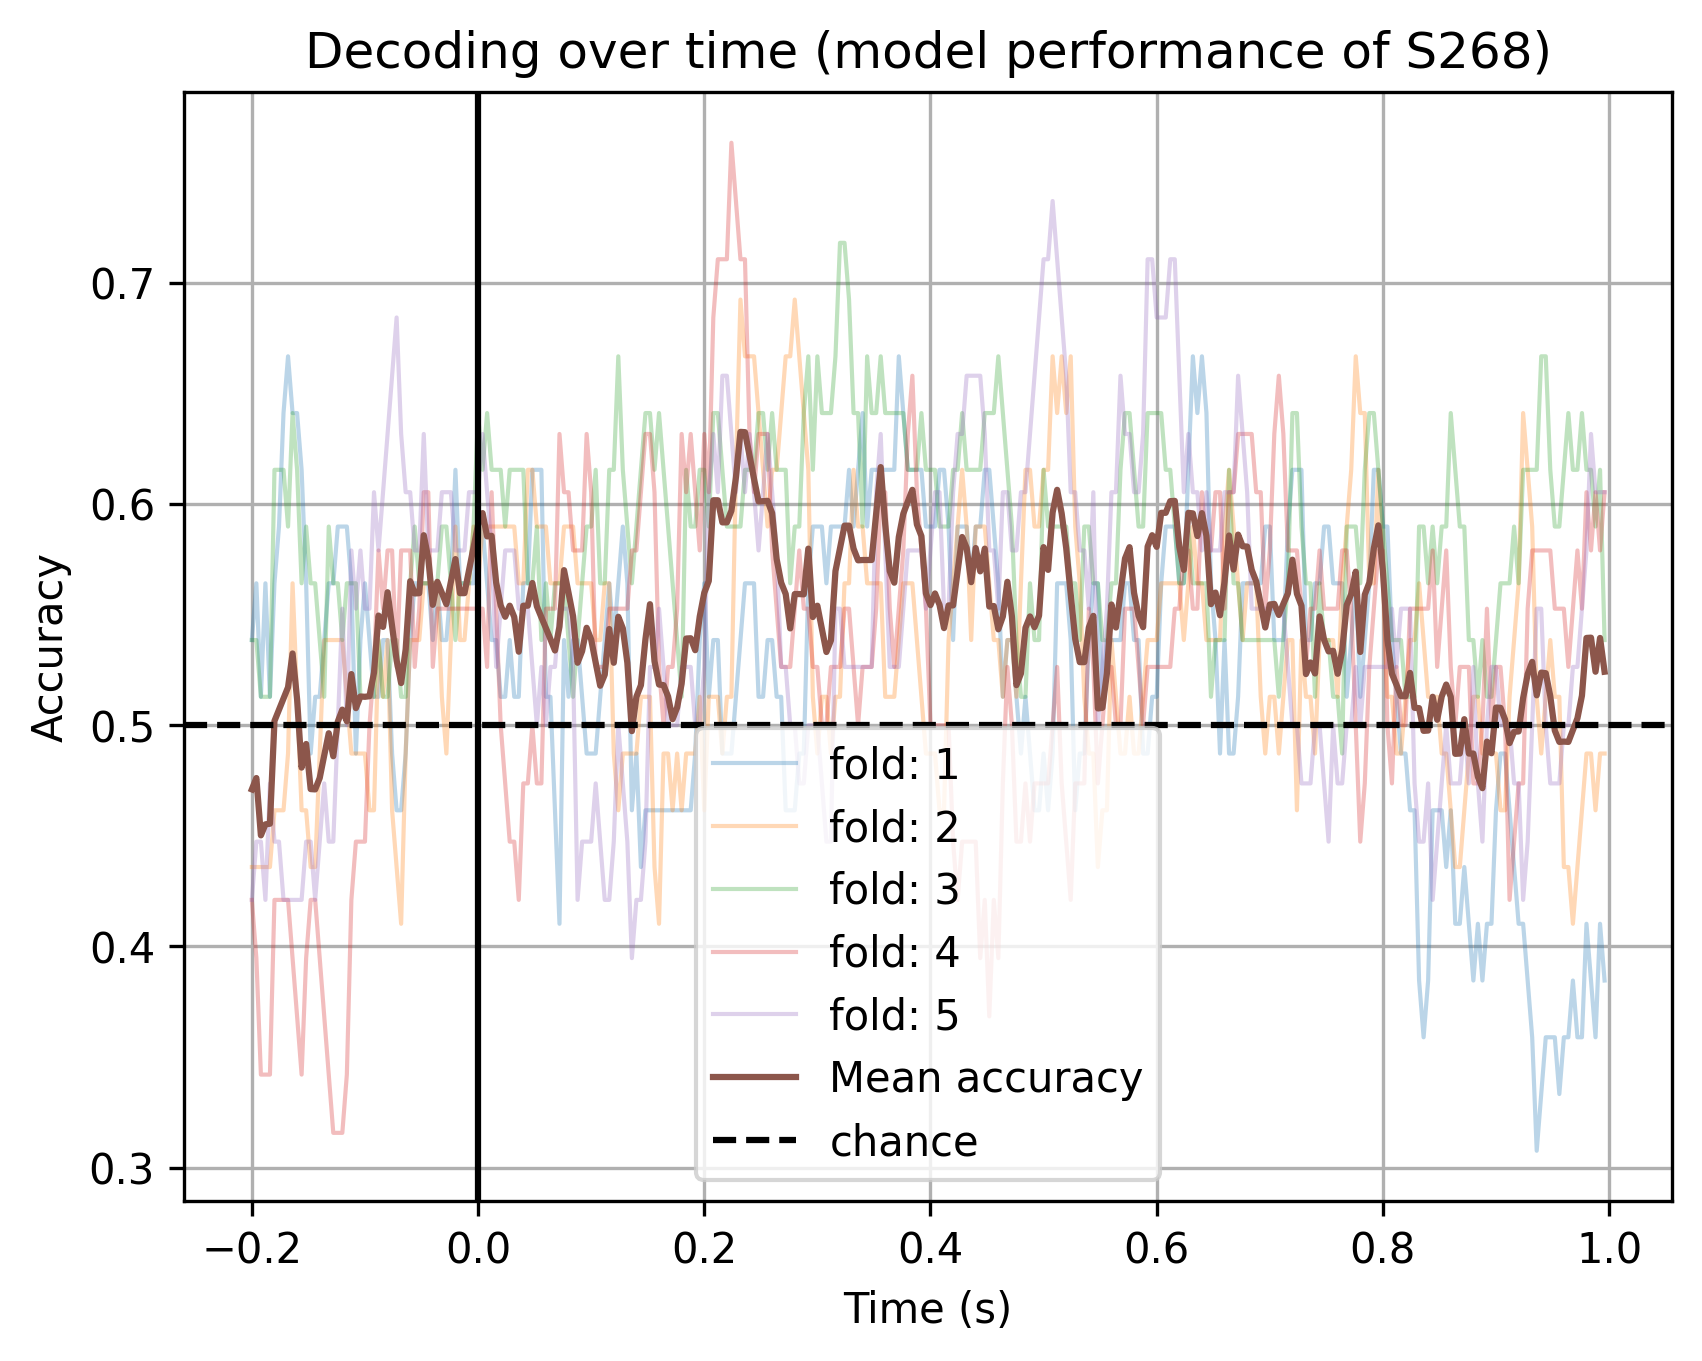 Decoding over time (model performance of S268)
Accuracy
0.7
0.6
0.5
0.4
0.3
fold: 1
fold: 2
fold: 3
fold: 4
fold: 5
Mean accuracy
chance
−0.2 0.0 0.2 0.4 0.6 0.8 1.0
Time (s)